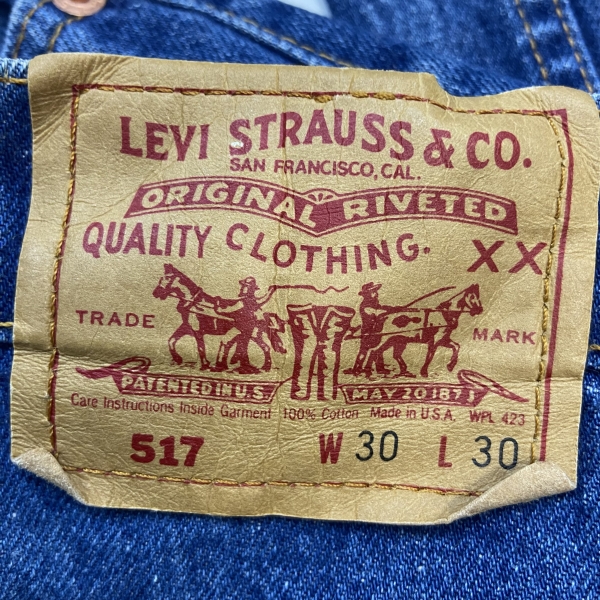 LEVI STRAUSS & CO.
SAN FRANCISCO, CAL.
ORIGINAL RIVETED
QUALITY CLOTHING. XX
TRADE MARK
PATENTED IN U.S. MAY 20 1873
Care Instructions Inside Garment 100% Cotton Made in U.S.A. WPL 423
517 W 30 L 30